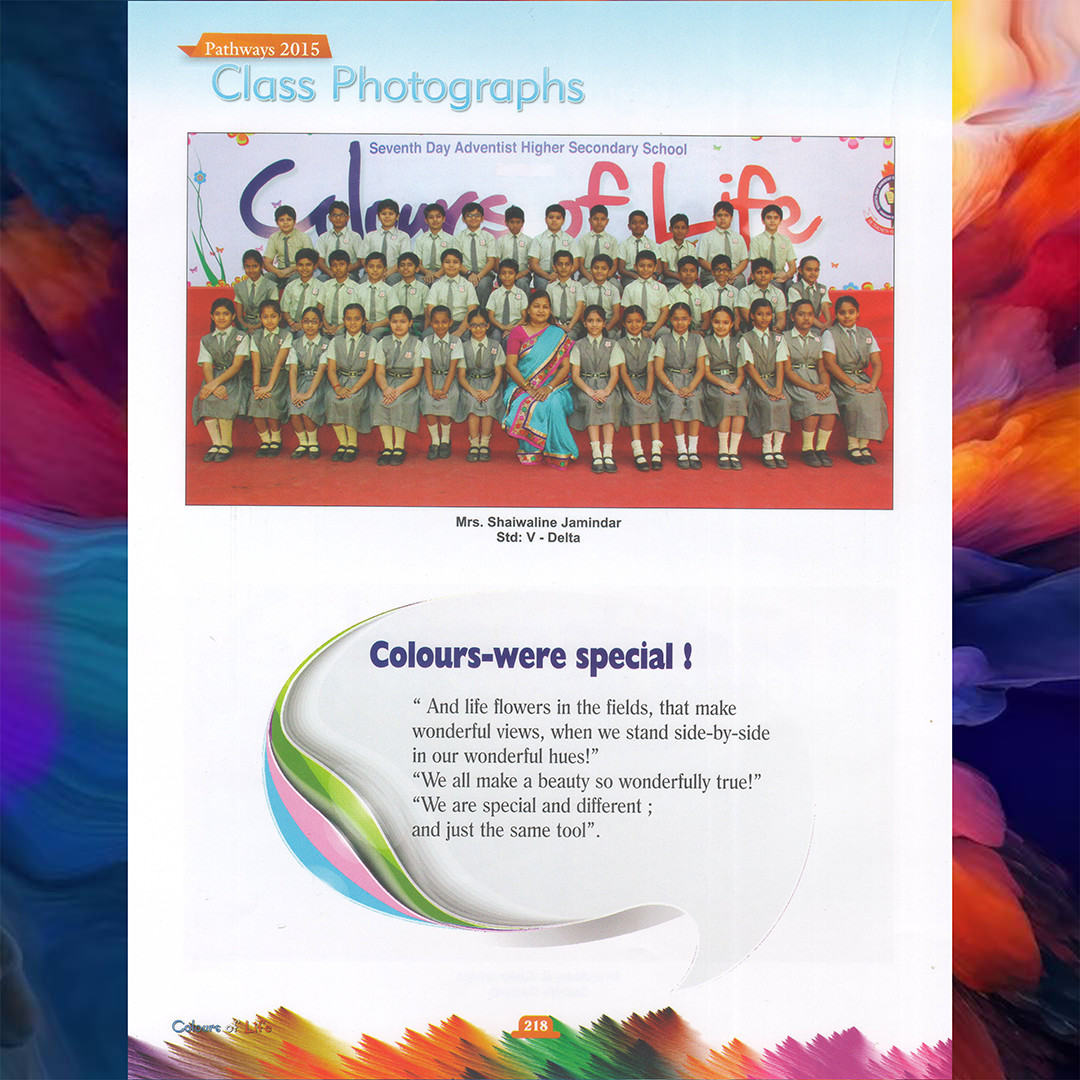 Pathways 2015
Class Photographs
Seventh Day Adventist Higher Secondary School
Colours of Life
Mrs. Shaiwaline Jamindar
Std: V - Delta
Colours-were special !
“ And life flowers in the fields, that make
wonderful views, when we stand side-by-side
in our wonderful hues!”
“We all make a beauty so wonderfully true!”
“We are special and different ;
and just the same tool”.
Colours of Life
218